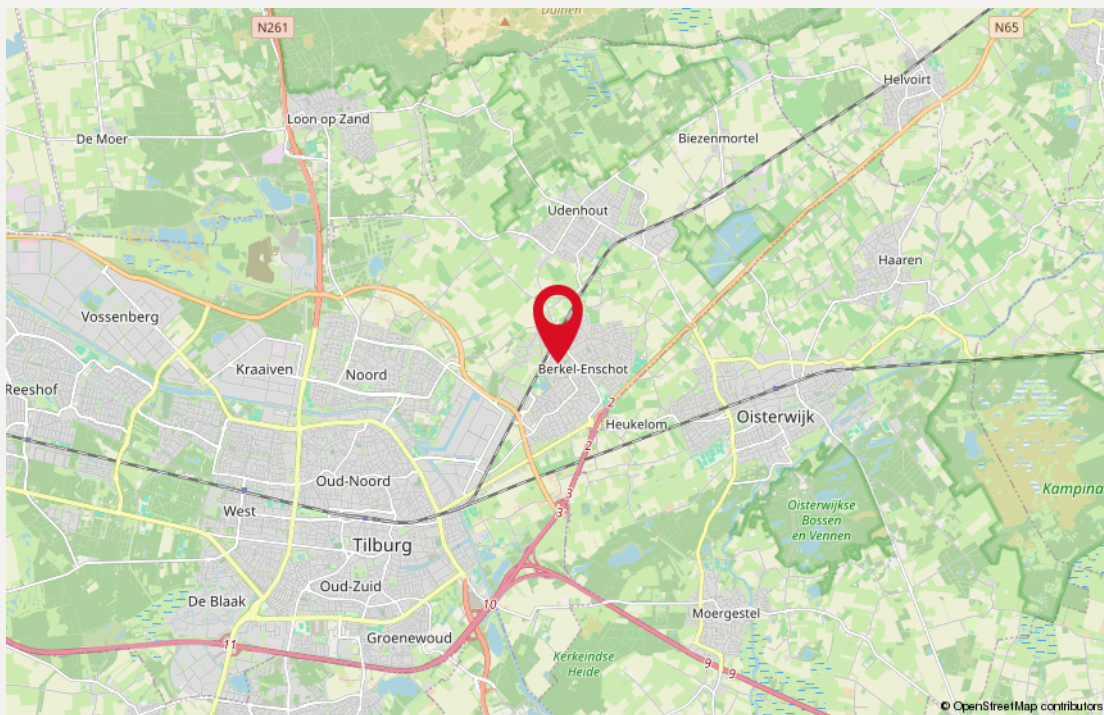 Duinen
N261
N65
Helvoirt
Loon op Zand
De Moer
Biezenmortel
Udenhout
Haaren
Vossenberg
Berkel-Enschot
Kraaiven
Noord
Reeshof
2
Oisterwijk
Heukelom
2
Oud-Noord
3
Kampina
West
3
Oisterwijkse
Bossen
en Vennen
Tilburg
Oud-Zuid
De Blaak
10
Moergestel
Groenewoud
11
Kerkeindse
Heide
9
9
© OpenStreetMap contributors